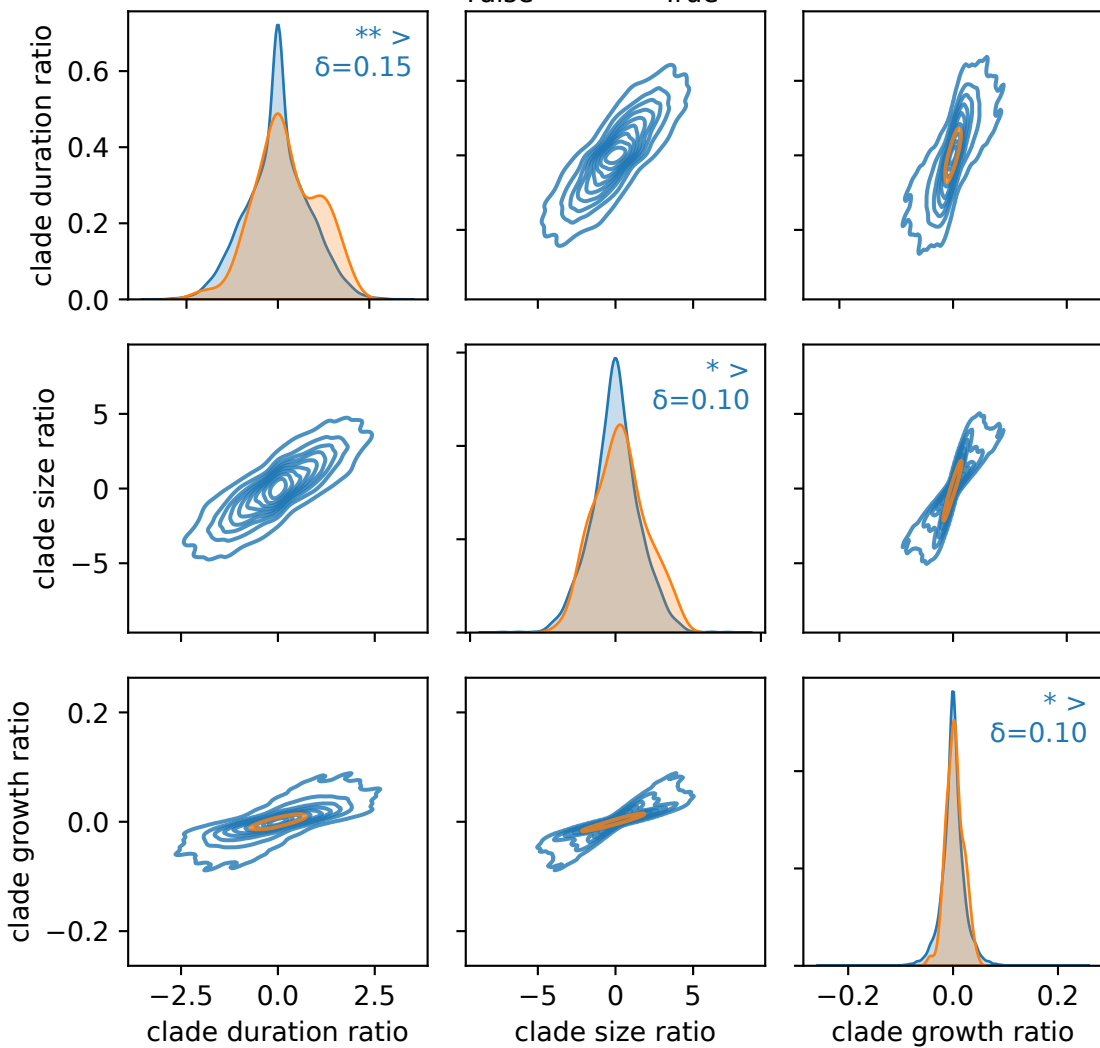 clade duration ratio
0.6
0.4
0.2
0.0
** >
δ=0.15
clade size ratio
5
0
−5
* >
δ=0.10
clade growth ratio
0.2
0.0
−0.2
* >
δ=0.10
−2.5 0.0 2.5
−5 0 5
−0.2 0.0 0.2
clade duration ratio
clade size ratio
clade growth ratio